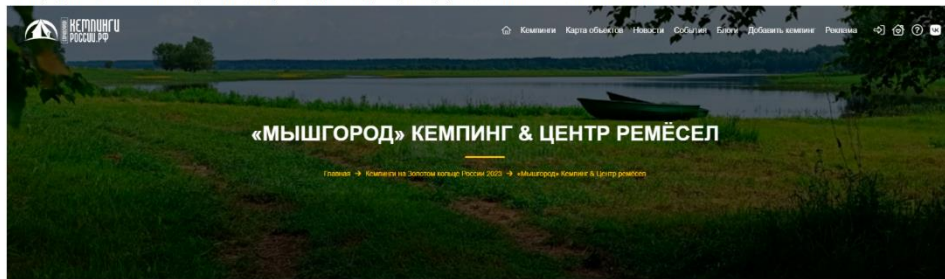 КЕМПИНГИ
РОССИИ.РФ
Кемпинги Карта объектов Новости События Блоги Добавить кемпинг Реклама
«МЫШГОРОД» КЕМПИНГ & ЦЕНТР РЕМЁСЕЛ
Главная → Кемпинги на Золотом кольце России 2023 → «Мышгород» Кемпинг & Центр ремёсел